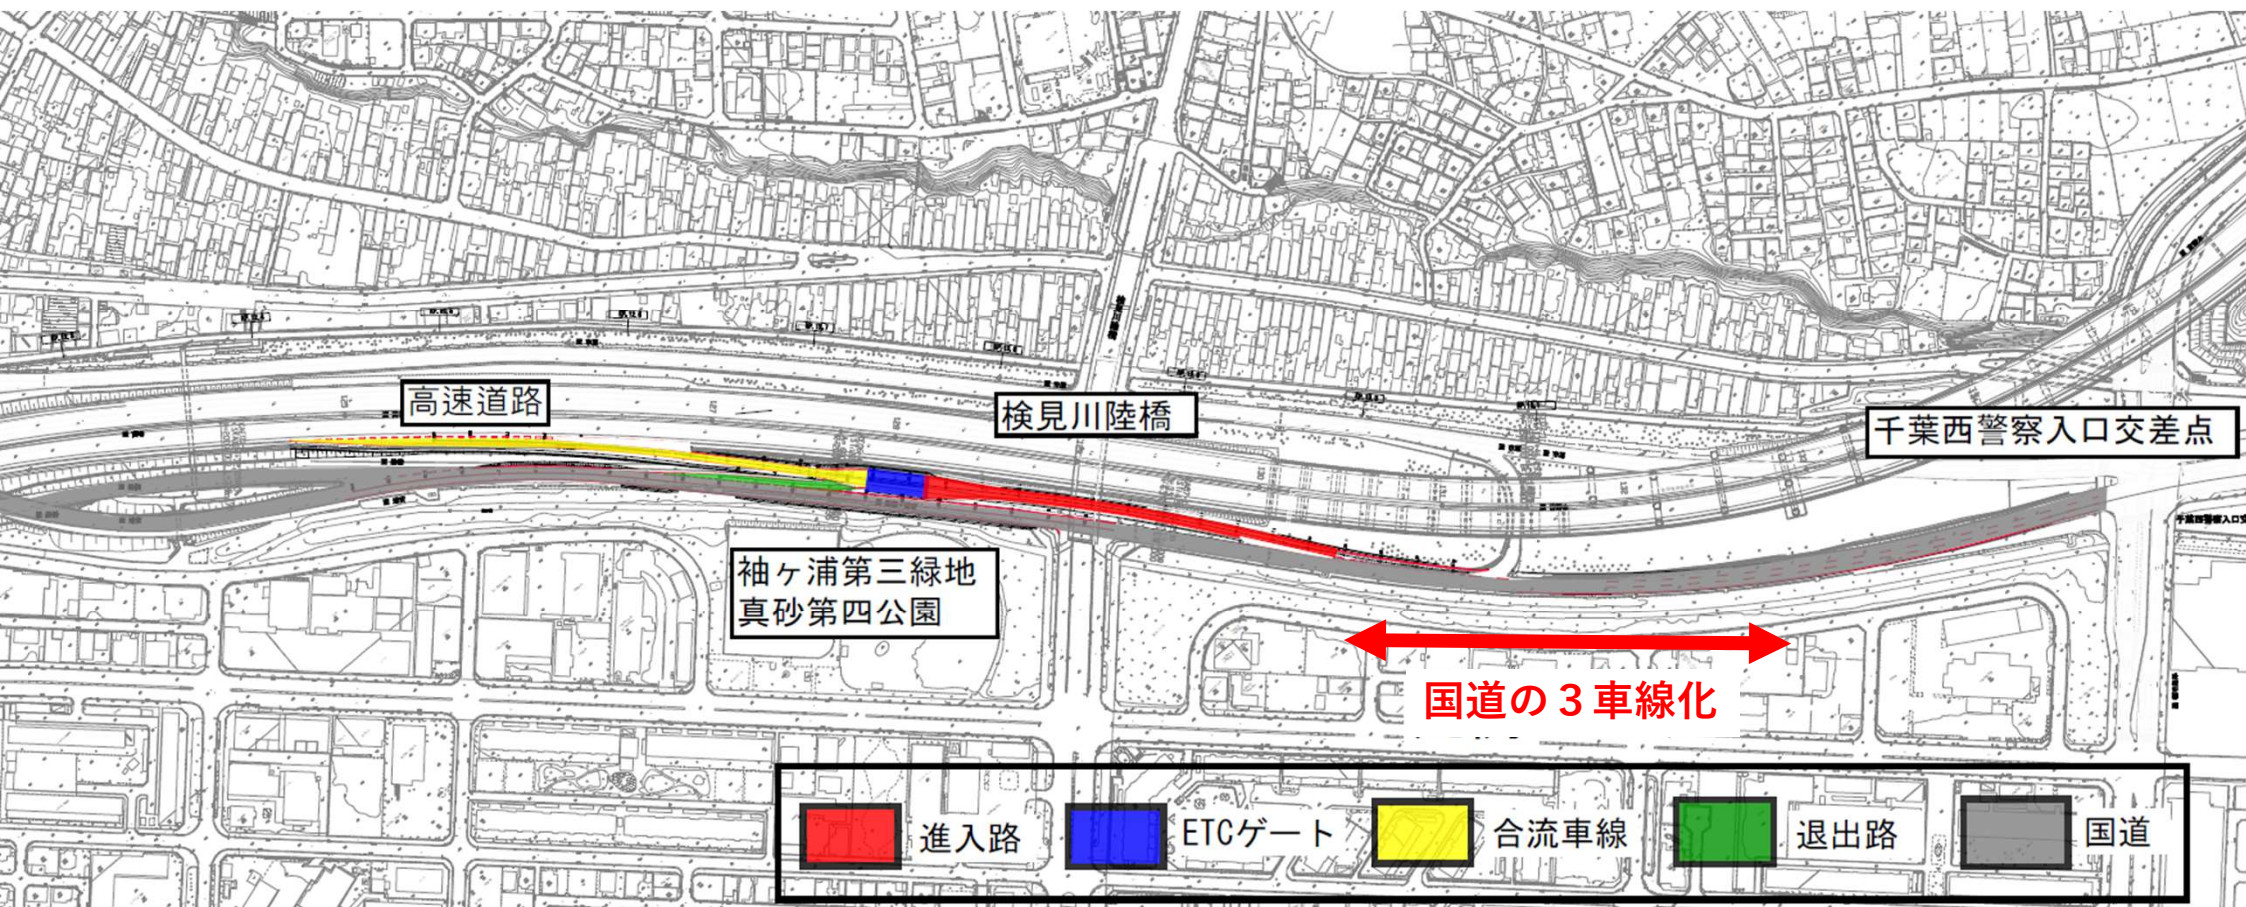 高速道路
検見川陸橋
千葉西警察入口交差点
袖ヶ浦第三緑地
真砂第四公園
国道の３車線化
進入路
ETCゲート
合流車線
退出路
国道